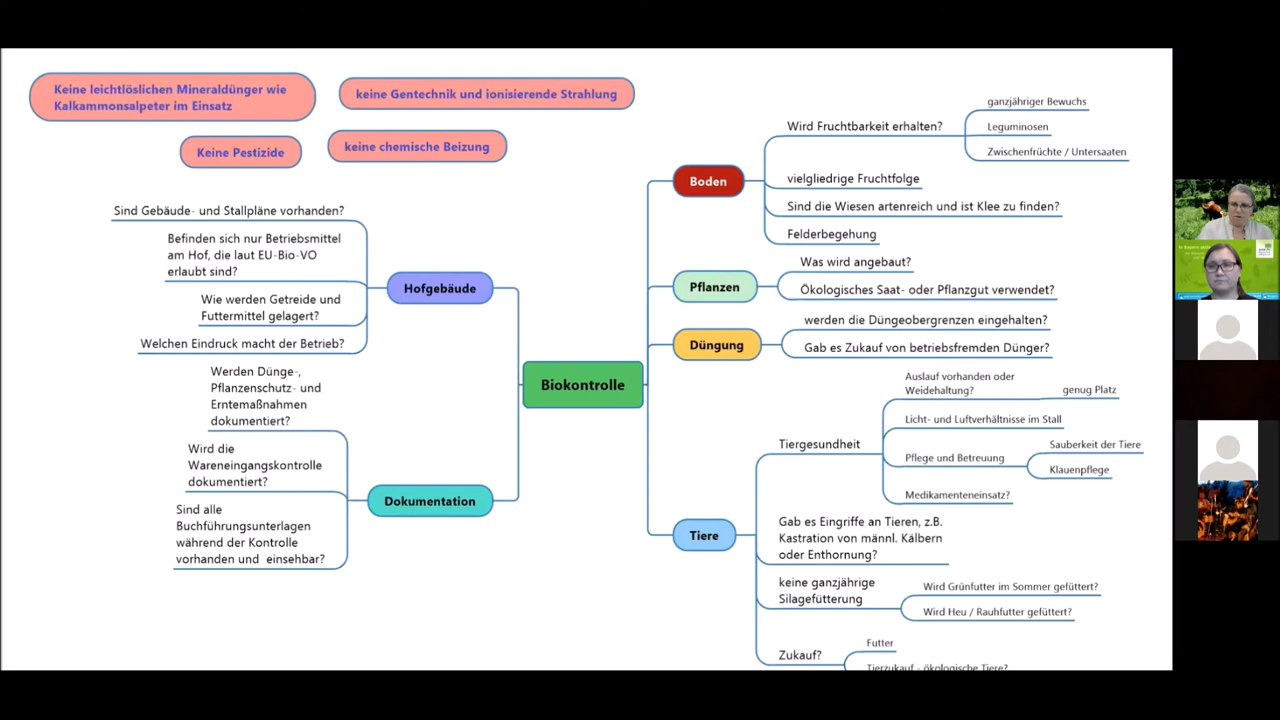 Keine leichtlöslichen Mineraldünger wie
Kalkammonsalpeter im Einsatz
keine Gentechnik und ionisierende Strahlung
Keine Pestizide
keine chemische Beizung
Biokontrolle
Hofgebäude
Sind Gebäude- und Stallpläne vorhanden?
Befinden sich nur Betriebsmittel
am Hof, die laut EU-Bio-VO
erlaubt sind?
Wie werden Getreide und
Futtermittel gelagert?
Welchen Eindruck macht der Betrieb?
Dokumentation
Werden Dünge-,
Pflanzenschutz- und
Erntemaßnahmen
dokumentiert?
Wird die
Wareneingangskontrolle
dokumentiert?
Sind alle
Buchführungsunterlagen
während der Kontrolle
vorhanden und  einsehbar?
Boden
Wird Fruchtbarkeit erhalten?
ganzjähriger Bewuchs
Leguminosen
Zwischenfrüchte / Untersaaten
vielgliedrige Fruchtfolge
Sind die Wiesen artenreich und ist Klee zu finden?
Felderbegehung
Pflanzen
Was wird angebaut?
Ökologisches Saat- oder Pflanzgut verwendet?
Düngung
werden die Düngeobergrenzen eingehalten?
Gab es Zukauf von betriebsfremden Dünger?
Tiere
Tiergesundheit
Auslauf vorhanden oder
Weidehaltung?
genug Platz
Licht- und Luftverhältnisse im Stall
Pflege und Betreuung
Sauberkeit der Tiere
Klauenpflege
Medikamenteneinsatz?
Gab es Eingriffe an Tieren, z.B.
Kastration von männl. Kälbern
oder Enthornung?
keine ganzjährige
Silagefütterung
Wird Grünfutter im Sommer gefüttert?
Wird Heu / Rauhfutter gefüttert?
Zukauf?
Futter
Tierzukauf - ökologische Tiere?